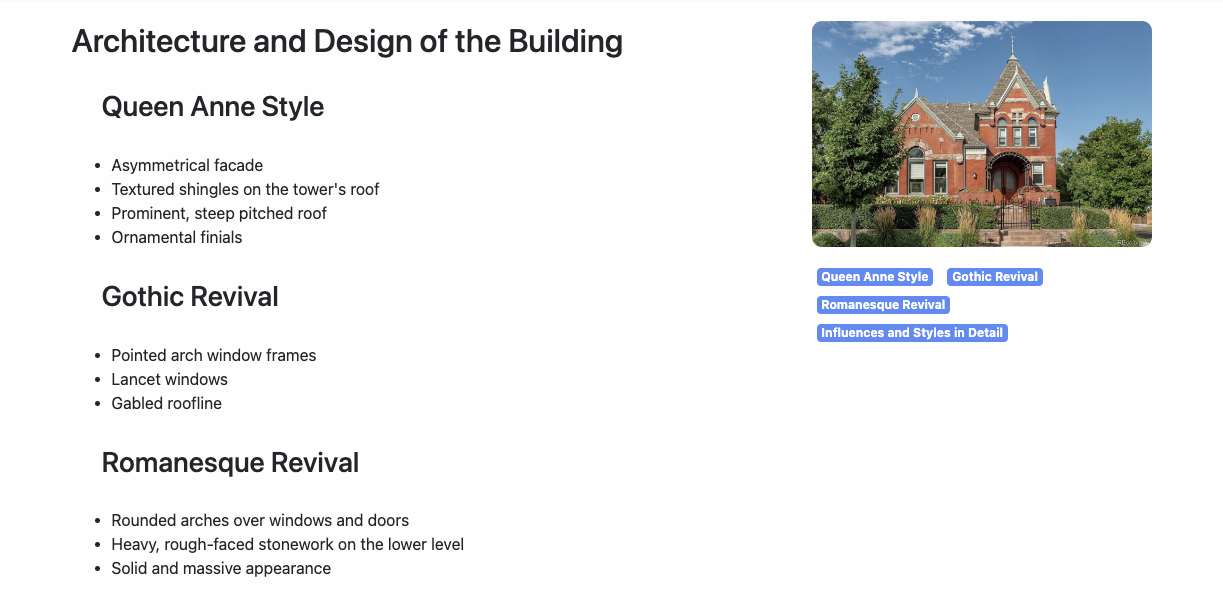 Architecture and Design of the Building
Queen Anne Style
Asymmetrical facade
Textured shingles on the tower's roof
Prominent, steep pitched roof
Ornamental finials
Gothic Revival
Pointed arch window frames
Lancet windows
Gabled roofline
Romanesque Revival
Rounded arches over windows and doors
Heavy, rough-faced stonework on the lower level
Solid and massive appearance
Queen Anne Style Gothic Revival
Romanesque Revival
Influences and Styles in Detail